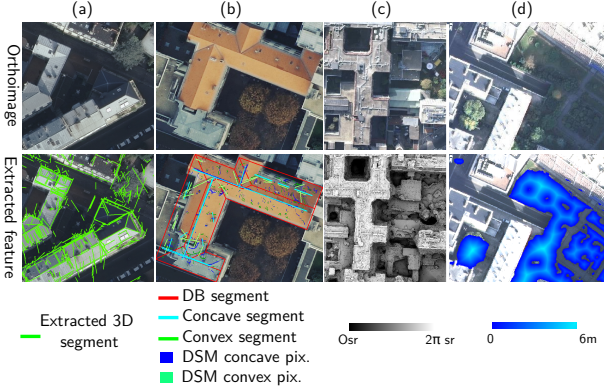 (a) (b) (c) (d)
Orthoimage
Extracted feature
Extracted 3D segment
DB segment
Concave segment
Convex segment
DSM concave pix.
DSM convex pix.
0sr 2π sr
0 6m